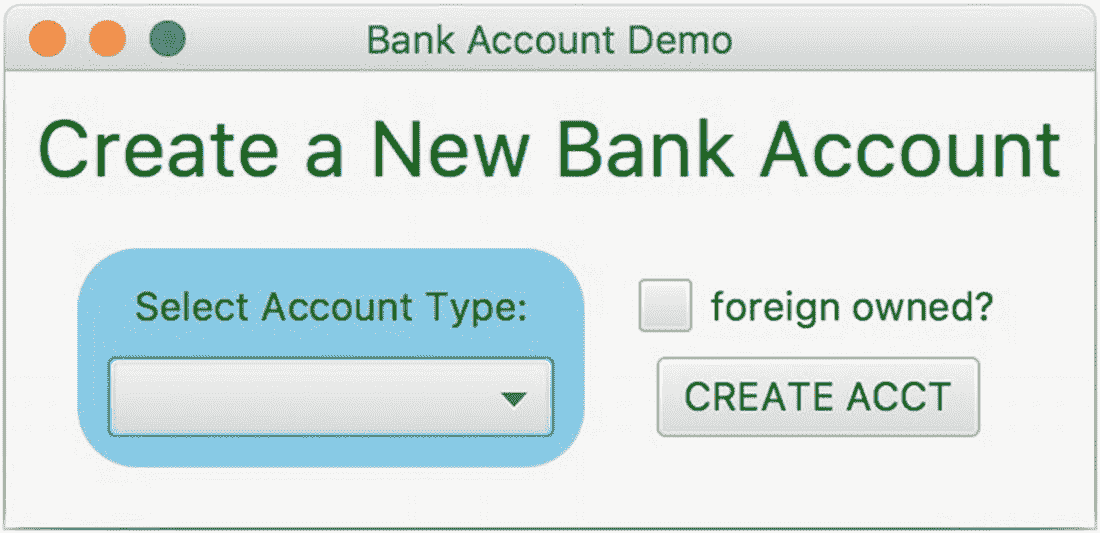 Bank Account Demo
Create a New Bank Account
Select Account Type:
foreign owned?
CREATE ACCT